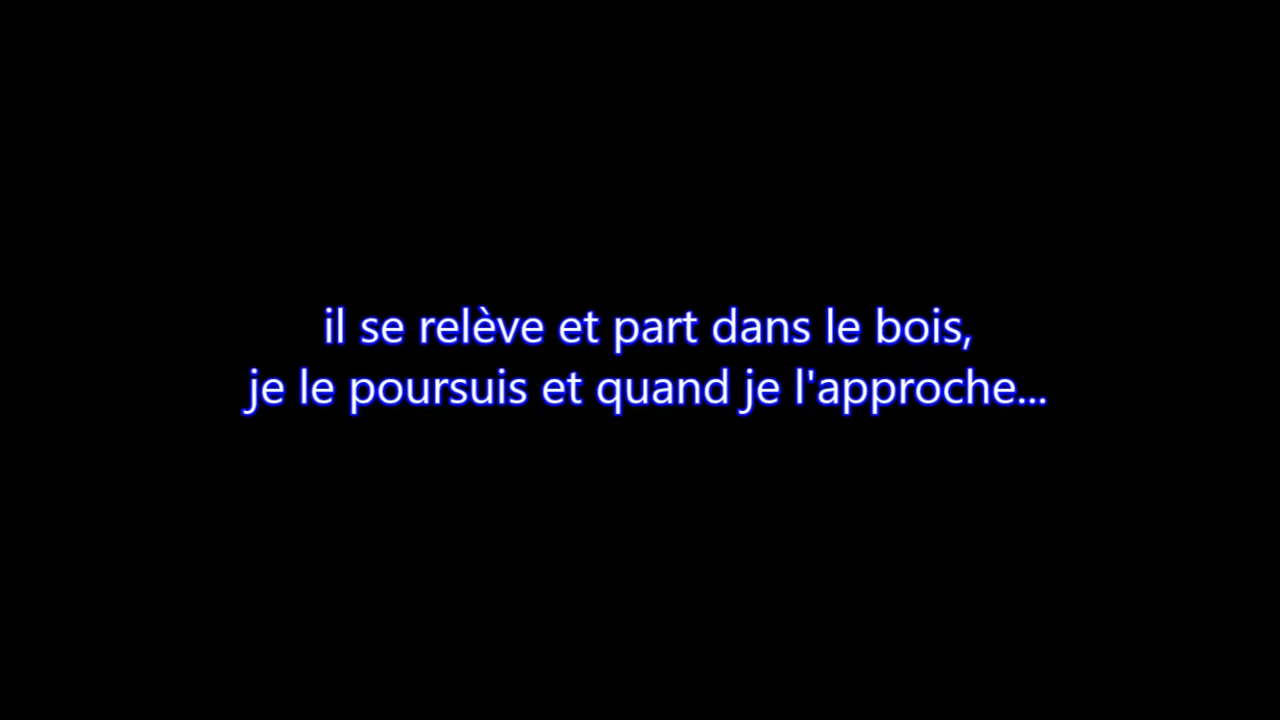 il se relève et part dans le bois,
je le poursuis et quand je l'approche...